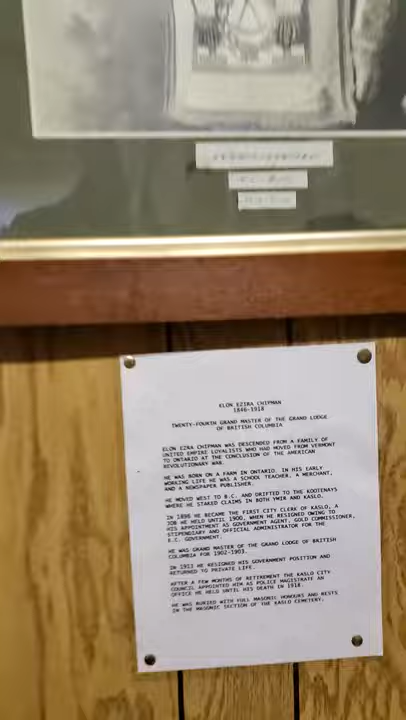 ELON EZIRA CHIPMAN
1846-1918
TWENTY-FOURTH GRAND MASTER OF THE GRAND LODGE
OF BRITISH COLUMBIA
ELON EZRA CHIPMAN WAS DESCENDED FROM A FAMILY OF
UNITED EMPIRE LOYALISTS WHO HAD MOVED FROM VERMONT
TO ONTARIO AT THE CONCLUSION OF THE AMERICAN
REVOLUTIONARY WAR.
HE WAS BORN ON A FARM IN ONTARIO. IN HIS EARLY
WORKING LIFE HE WAS A SCHOOL TEACHER, A MERCHANT,
AND A NEWSPAPER PUBLISHER.
HE MOVED WEST TO B.C. AND DRIFTED TO THE KOOTENAYS
WHERE HE STAKED CLAIMS IN BOTH YMIR AND KASLO.
IN 1896 HE BECAME THE FIRST CITY CLERK OF KASLO, A
JOB HE HELD UNTIL 1900, WHEN HE RESIGNED OWING TO
HIS APPOINTMENT AS GOVERNMENT AGENT, GOLD COMMISSIONER,
STIPENDIARY AND OFFICIAL ADMINISTRATOR FOR THE
B.C. GOVERNMENT.
HE WAS GRAND MASTER OF THE GRAND LODGE OF BRITISH
COLUMBIA FOR 1902-1903.
IN 1913 HE RESIGNED HIS GOVERNMENT POSITION AND
RETURNED TO PRIVATE LIFE.
AFTER A FEW MONTHS OF RETIREMENT THE KASLO CITY
COUNCIL APPOINTED HIM AS POLICE MAGISTRATE AN
OFFICE HE HELD UNTIL HIS DEATH IN 1918.
HE WAS BURIED WITH FULL MASONIC HONOURS AND RESTS
IN THE MASONIC SECTION OF THE KASLO CEMETERY.